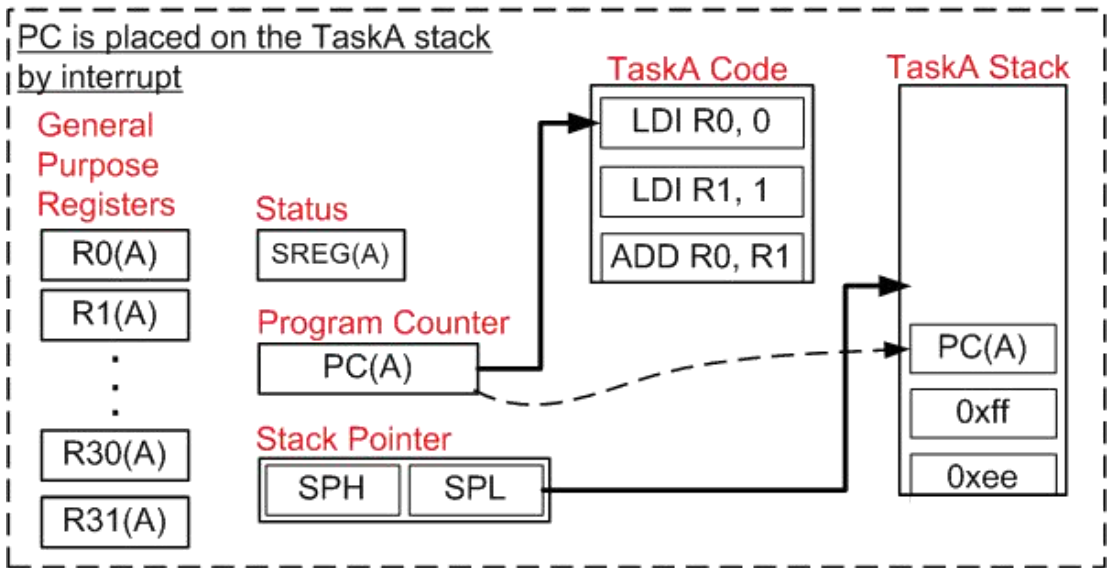 PC is placed on the TaskA stack
by interrupt
General
Purpose
Registers
R0(A)
R1(A)
.
.
.
R30(A)
R31(A)
Status
SREG(A)
Program Counter
PC(A)
Stack Pointer
SPH
SPL
TaskA Code
LDI R0, 0
LDI R1, 1
ADD R0, R1
TaskA Stack
PC(A)
0xff
0xee